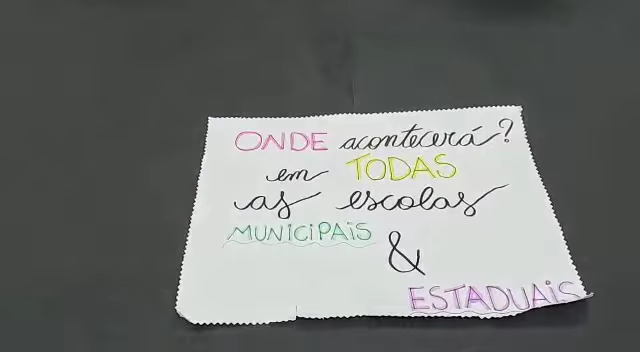 ONDE acontecerá?
em TODAS
as escolas
MUNICIPAIS
&
ESTADUAIS